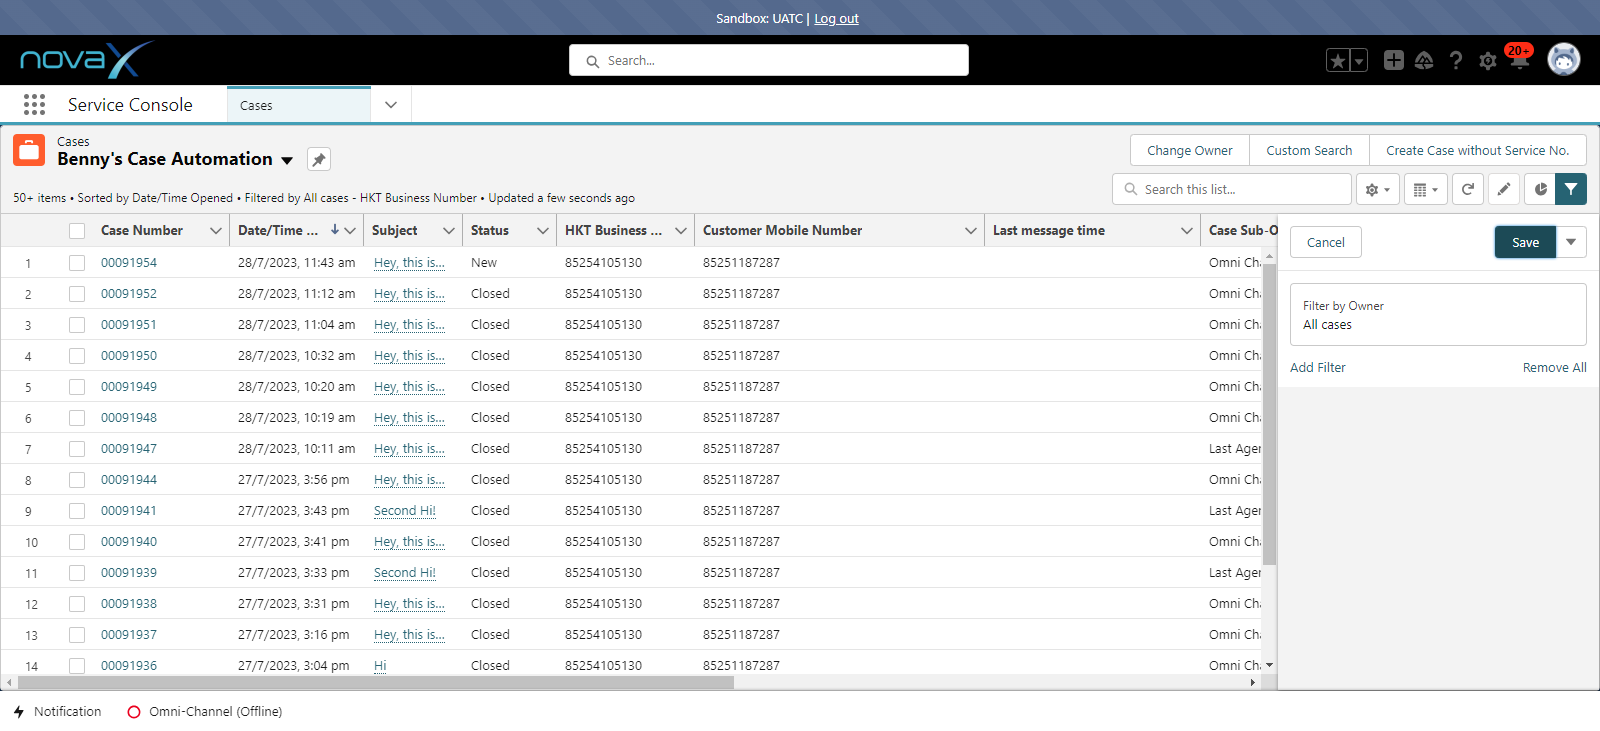 Sandbox: UATC | Log out
novaX
Search...
20+
Service Console
Cases
Cases
Benny's Case Automation
Change Owner
Custom Search
Create Case without Service No.
50+ items • Sorted by Date/Time Opened • Filtered by All cases - HKT Business Number • Updated a few seconds ago
Search this list...
Case Number Date/Time ... Subject Status HKT Business ... Customer Mobile Number Last message time Case Sub-O
1 00091954 28/7/2023, 11:43 am Hey, this is... New 85254105130 85251187287 Omni Cha
2 00091952 28/7/2023, 11:12 am Hey, this is... Closed 85254105130 85251187287 Omni Cha
3 00091951 28/7/2023, 11:04 am Hey, this is... Closed 85254105130 85251187287 Omni Cha
4 00091950 28/7/2023, 10:32 am Hey, this is... Closed 85254105130 85251187287 Omni Cha
5 00091949 28/7/2023, 10:20 am Hey, this is... Closed 85254105130 85251187287 Omni Cha
6 00091948 28/7/2023, 10:19 am Hey, this is... Closed 85254105130 85251187287 Omni Cha
7 00091947 28/7/2023, 10:11 am Hey, this is... Closed 85254105130 85251187287 Last Agen
8 00091944 27/7/2023, 3:56 pm Hey, this is... Closed 85254105130 85251187287 Omni Cha
9 00091941 27/7/2023, 3:43 pm Second Hi! Closed 85254105130 85251187287 Last Agen
10 00091940 27/7/2023, 3:41 pm Hey, this is... Closed 85254105130 85251187287 Omni Cha
11 00091939 27/7/2023, 3:33 pm Second Hi! Closed 85254105130 85251187287 Last Agen
12 00091938 27/7/2023, 3:31 pm Hey, this is... Closed 85254105130 85251187287 Omni Cha
13 00091937 27/7/2023, 3:16 pm Hey, this is... Closed 85254105130 85251187287 Omni Cha
14 00091936 27/7/2023, 3:04 pm Hi Closed 85254105130 85251187287 Omni Cha
Cancel
Save
Filter by Owner
All cases
Add Filter
Remove All
Notification
Omni-Channel (Offline)